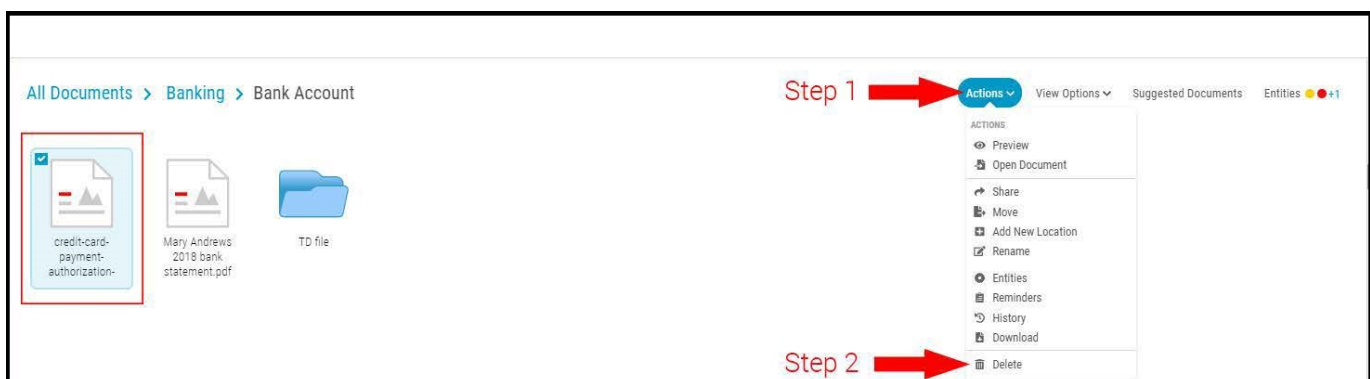 All Documents > Banking > Bank Account
Step 1
Actions
View Options
Suggested Documents
Entities
+1
credit-card-
payment-
authorization-
Mary Andrews
2018 bank
statement.pdf
TD file
ACTIONS
Preview
Open Document
Share
Move
Add New Location
Rename
Entities
Reminders
History
Download
Step 2
Delete